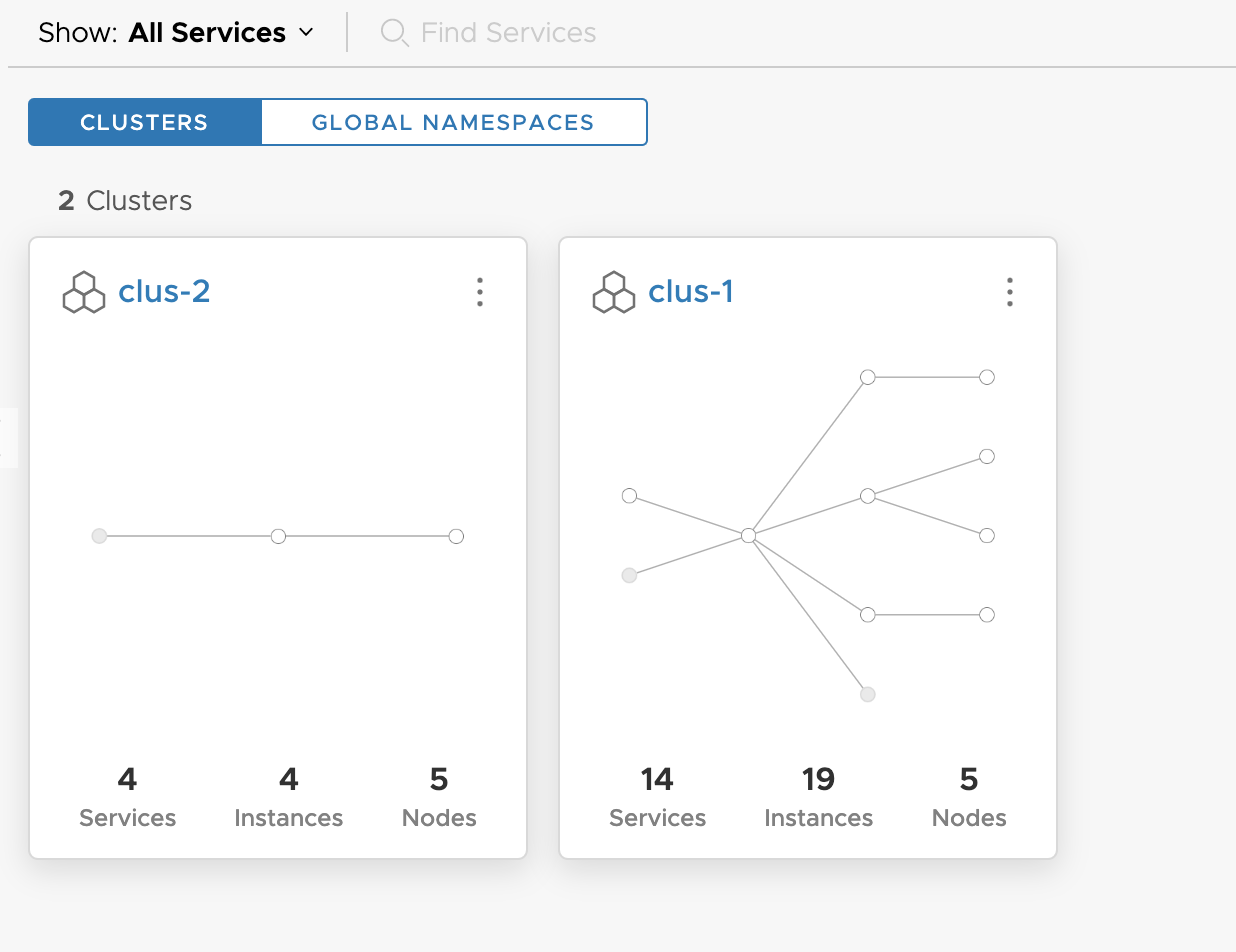 Show: All Services
Find Services
CLUSTERS
GLOBAL NAMESPACES
2 Clusters
clus-2
4 4 5
Services Instances Nodes
clus-1
14 19 5
Services Instances Nodes